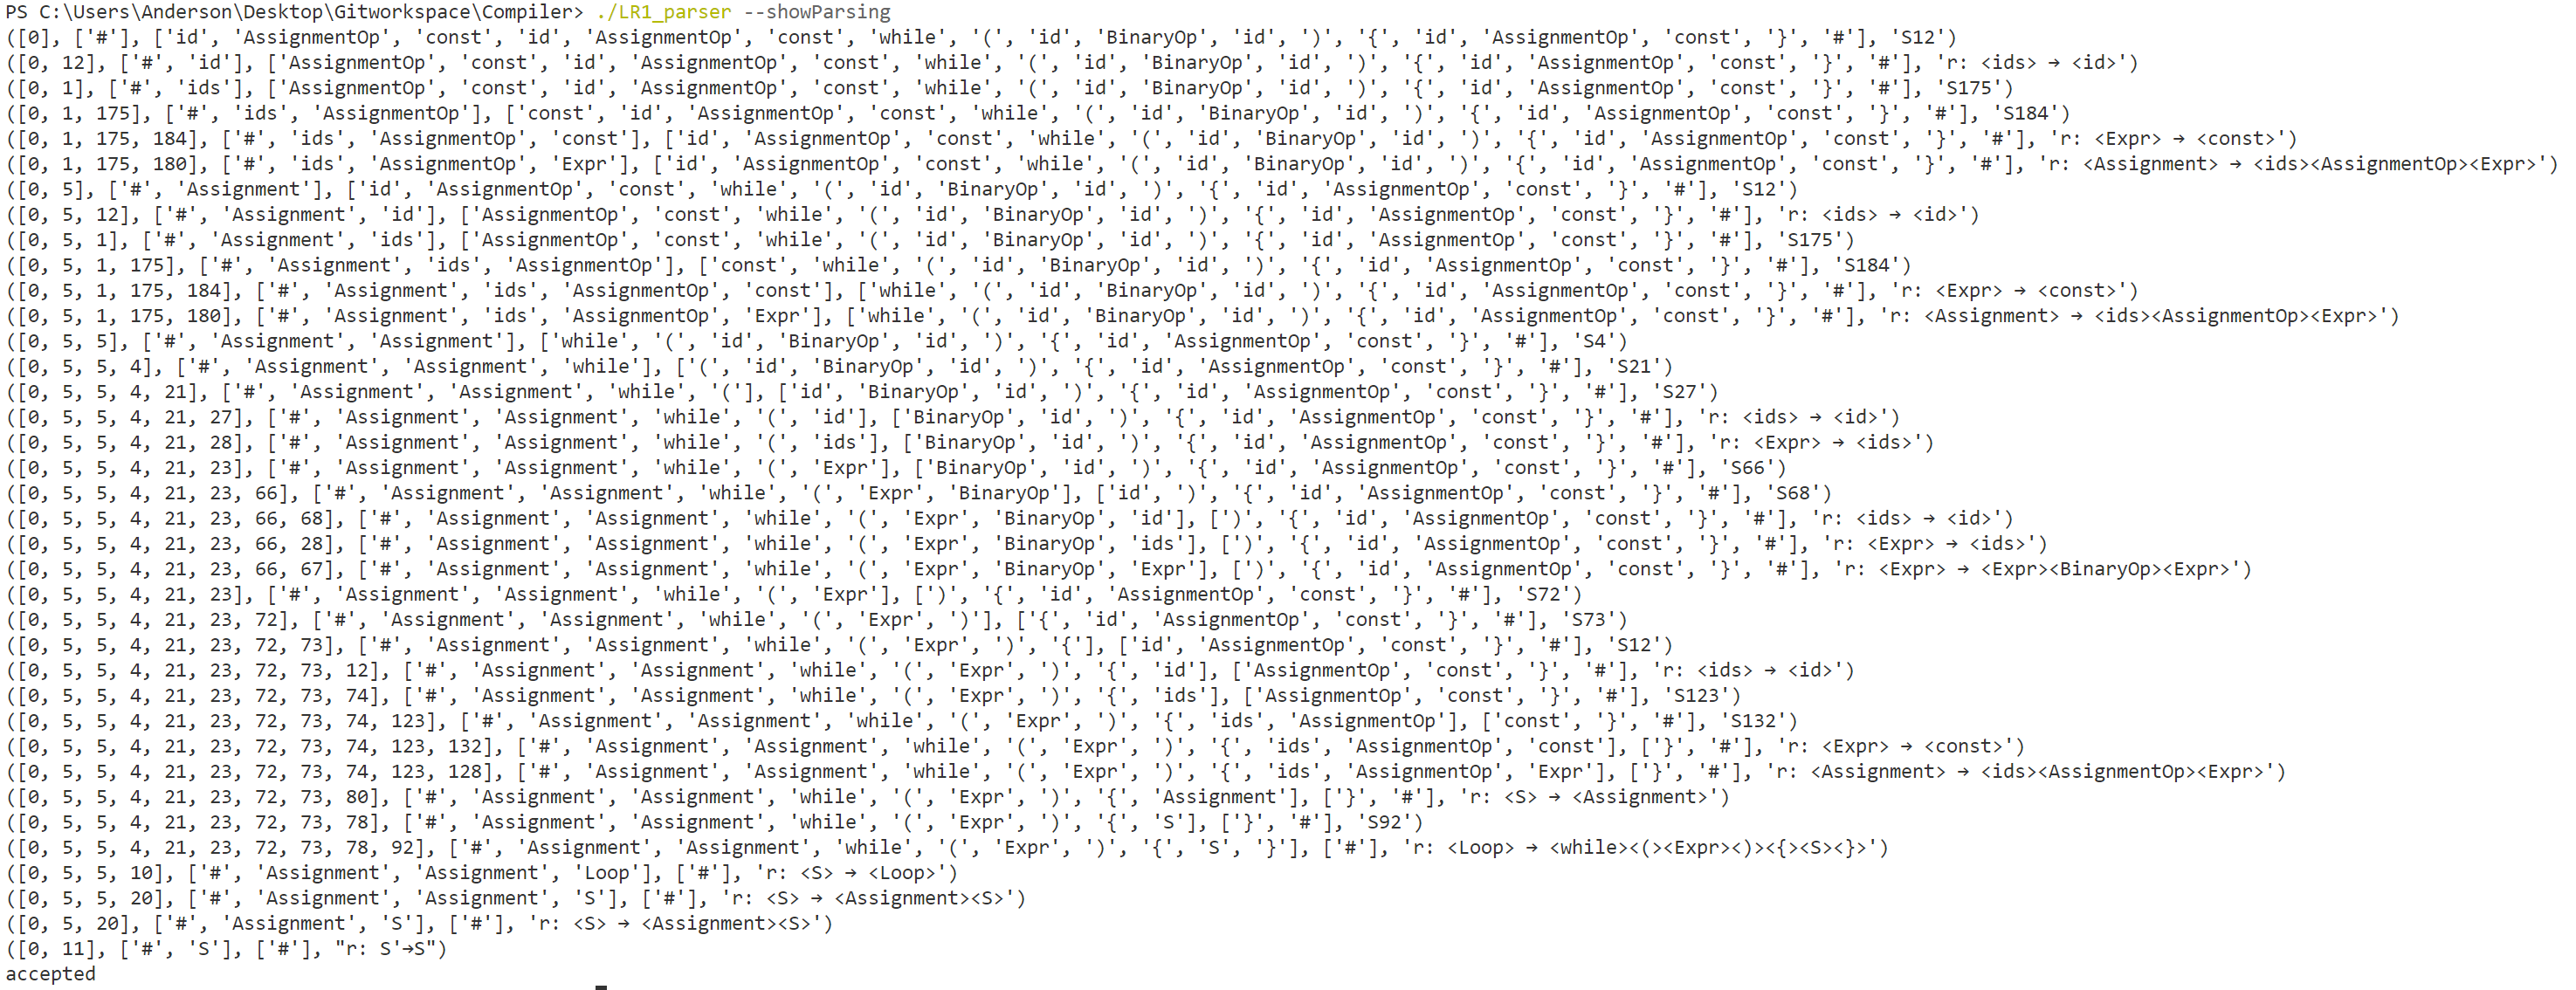 PS C:\Users\Anderson\Desktop\Gitworkspace\Compiler> ./LR1_parser --showParsing
([0], ['#'], ['id', 'AssignmentOp', 'const', 'id', 'AssignmentOp', 'const', 'while', '(', 'id', 'BinaryOp', 'id', ')', '{', 'id', 'AssignmentOp', 'const', '}', '#'], 'S12')
([0, 12], ['#', 'id'], ['AssignmentOp', 'const', 'id', 'AssignmentOp', 'const', 'while', '(', 'id', 'BinaryOp', 'id', ')', '{', 'id', 'AssignmentOp', 'const', '}', '#'], 'r: <ids> → <id>')
([0, 1], ['#', 'ids'], ['AssignmentOp', 'const', 'id', 'AssignmentOp', 'const', 'while', '(', 'id', 'BinaryOp', 'id', ')', '{', 'id', 'AssignmentOp', 'const', '}', '#'], 'S175')
([0, 1, 175], ['#', 'ids', 'AssignmentOp'], ['const', 'id', 'AssignmentOp', 'const', 'while', '(', 'id', 'BinaryOp', 'id', ')', '{', 'id', 'AssignmentOp', 'const', '}', '#'], 'S184')
([0, 1, 175, 184], ['#', 'ids', 'AssignmentOp', 'const'], ['id', 'AssignmentOp', 'const', 'while', '(', 'id', 'BinaryOp', 'id', ')', '{', 'id', 'AssignmentOp', 'const', '}', '#'], 'r: <Expr> → <const>')
([0, 1, 175, 180], ['#', 'ids', 'AssignmentOp', 'Expr'], ['id', 'AssignmentOp', 'const', 'while', '(', 'id', 'BinaryOp', 'id', ')', '{', 'id', 'AssignmentOp', 'const', '}', '#'], 'r: <Assignment> → <ids><AssignmentOp><Expr>')
([0, 5], ['#', 'Assignment'], ['id', 'AssignmentOp', 'const', 'while', '(', 'id', 'BinaryOp', 'id', ')', '{', 'id', 'AssignmentOp', 'const', '}', '#'], 'S12')
([0, 5, 12], ['#', 'Assignment', 'id'], ['AssignmentOp', 'const', 'while', '(', 'id', 'BinaryOp', 'id', ')', '{', 'id', 'AssignmentOp', 'const', '}', '#'], 'r: <ids> → <id>')
([0, 5, 1], ['#', 'Assignment', 'ids'], ['AssignmentOp', 'const', 'while', '(', 'id', 'BinaryOp', 'id', ')', '{', 'id', 'AssignmentOp', 'const', '}', '#'], 'S175')
([0, 5, 1, 175], ['#', 'Assignment', 'ids', 'AssignmentOp'], ['const', 'while', '(', 'id', 'BinaryOp', 'id', ')', '{', 'id', 'AssignmentOp', 'const', '}', '#'], 'S184')
([0, 5, 1, 175, 184], ['#', 'Assignment', 'ids', 'AssignmentOp', 'const'], ['while', '(', 'id', 'BinaryOp', 'id', ')', '{', 'id', 'AssignmentOp', 'const', '}', '#'], 'r: <Expr> → <const>')
([0, 5, 1, 175, 180], ['#', 'Assignment', 'ids', 'AssignmentOp', 'Expr'], ['while', '(', 'id', 'BinaryOp', 'id', ')', '{', 'id', 'AssignmentOp', 'const', '}', '#'], 'r: <Assignment> → <ids><AssignmentOp><Expr>')
([0, 5, 5], ['#', 'Assignment', 'Assignment'], ['while', '(', 'id', 'BinaryOp', 'id', ')', '{', 'id', 'AssignmentOp', 'const', '}', '#'], 'S4')
([0, 5, 5, 4], ['#', 'Assignment', 'Assignment', 'while'], ['(', 'id', 'BinaryOp', 'id', ')', '{', 'id', 'AssignmentOp', 'const', '}', '#'], 'S21')
([0, 5, 5, 4, 21], ['#', 'Assignment', 'Assignment', 'while', '('], ['id', 'BinaryOp', 'id', ')', '{', 'id', 'AssignmentOp', 'const', '}', '#'], 'S27')
([0, 5, 5, 4, 21, 27], ['#', 'Assignment', 'Assignment', 'while', '(', 'id'], ['BinaryOp', 'id', ')', '{', 'id', 'AssignmentOp', 'const', '}', '#'], 'r: <ids> → <id>')
([0, 5, 5, 4, 21, 28], ['#', 'Assignment', 'Assignment', 'while', '(', 'ids'], ['BinaryOp', 'id', ')', '{', 'id', 'AssignmentOp', 'const', '}', '#'], 'r: <Expr> → <ids>')
([0, 5, 5, 4, 21, 23], ['#', 'Assignment', 'Assignment', 'while', '(', 'Expr'], ['BinaryOp', 'id', ')', '{', 'id', 'AssignmentOp', 'const', '}', '#'], 'S66')
([0, 5, 5, 4, 21, 23, 66], ['#', 'Assignment', 'Assignment', 'while', '(', 'Expr', 'BinaryOp'], ['id', ')', '{', 'id', 'AssignmentOp', 'const', '}', '#'], 'S68')
([0, 5, 5, 4, 21, 23, 66, 68], ['#', 'Assignment', 'Assignment', 'while', '(', 'Expr', 'BinaryOp', 'id'], [')', '{', 'id', 'AssignmentOp', 'const', '}', '#'], 'r: <ids> → <id>')
([0, 5, 5, 4, 21, 23, 66, 28], ['#', 'Assignment', 'Assignment', 'while', '(', 'Expr', 'BinaryOp', 'ids'], [')', '{', 'id', 'AssignmentOp', 'const', '}', '#'], 'r: <Expr> → <ids>')
([0, 5, 5, 4, 21, 23, 66, 67], ['#', 'Assignment', 'Assignment', 'while', '(', 'Expr', 'BinaryOp', 'Expr'], [')', '{', 'id', 'AssignmentOp', 'const', '}', '#'], 'r: <Expr> → <Expr><BinaryOp><Expr>')
([0, 5, 5, 4, 21, 23], ['#', 'Assignment', 'Assignment', 'while', '(', 'Expr'], [')', '{', 'id', 'AssignmentOp', 'const', '}', '#'], 'S72')
([0, 5, 5, 4, 21, 23, 72], ['#', 'Assignment', 'Assignment', 'while', '(', 'Expr', ')'], ['{', 'id', 'AssignmentOp', 'const', '}', '#'], 'S73')
([0, 5, 5, 4, 21, 23, 72, 73], ['#', 'Assignment', 'Assignment', 'while', '(', 'Expr', ')', '{'], ['id', 'AssignmentOp', 'const', '}', '#'], 'S12')
([0, 5, 5, 4, 21, 23, 72, 73, 12], ['#', 'Assignment', 'Assignment', 'while', '(', 'Expr', ')', '{', 'id'], ['AssignmentOp', 'const', '}', '#'], 'r: <ids> → <id>')
([0, 5, 5, 4, 21, 23, 72, 73, 74], ['#', 'Assignment', 'Assignment', 'while', '(', 'Expr', ')', '{', 'ids'], ['AssignmentOp', 'const', '}', '#'], 'S123')
([0, 5, 5, 4, 21, 23, 72, 73, 74, 123], ['#', 'Assignment', 'Assignment', 'while', '(', 'Expr', ')', '{', 'ids', 'AssignmentOp'], ['const', '}', '#'], 'S132')
([0, 5, 5, 4, 21, 23, 72, 73, 74, 123, 132], ['#', 'Assignment', 'Assignment', 'while', '(', 'Expr', ')', '{', 'ids', 'AssignmentOp', 'const'], ['}', '#'], 'r: <Expr> → <const>')
([0, 5, 5, 4, 21, 23, 72, 73, 74, 123, 128], ['#', 'Assignment', 'Assignment', 'while', '(', 'Expr', ')', '{', 'ids', 'AssignmentOp', 'Expr'], ['}', '#'], 'r: <Assignment> → <ids><AssignmentOp><Expr>')
([0, 5, 5, 4, 21, 23, 72, 73, 80], ['#', 'Assignment', 'Assignment', 'while', '(', 'Expr', ')', '{', 'Assignment'], ['}', '#'], 'r: <S> → <Assignment>')
([0, 5, 5, 4, 21, 23, 72, 73, 78], ['#', 'Assignment', 'Assignment', 'while', '(', 'Expr', ')', '{', 'S'], ['}', '#'], 'S92')
([0, 5, 5, 4, 21, 23, 72, 73, 78, 92], ['#', 'Assignment', 'Assignment', 'while', '(', 'Expr', ')', '{', 'S', '}'], ['#'], 'r: <Loop> → <while><(><Expr><)><{><S><}>')
([0, 5, 5, 10], ['#', 'Assignment', 'Assignment', 'Loop'], ['#'], 'r: <S> → <Loop>')
([0, 5, 5, 20], ['#', 'Assignment', 'Assignment', 'S'], ['#'], 'r: <S> → <Assignment><S>')
([0, 5, 20], ['#', 'Assignment', 'S'], ['#'], 'r: <S> → <Assignment><S>')
([0, 11], ['#', 'S'], ['#'], "r: S'→S")
accepted